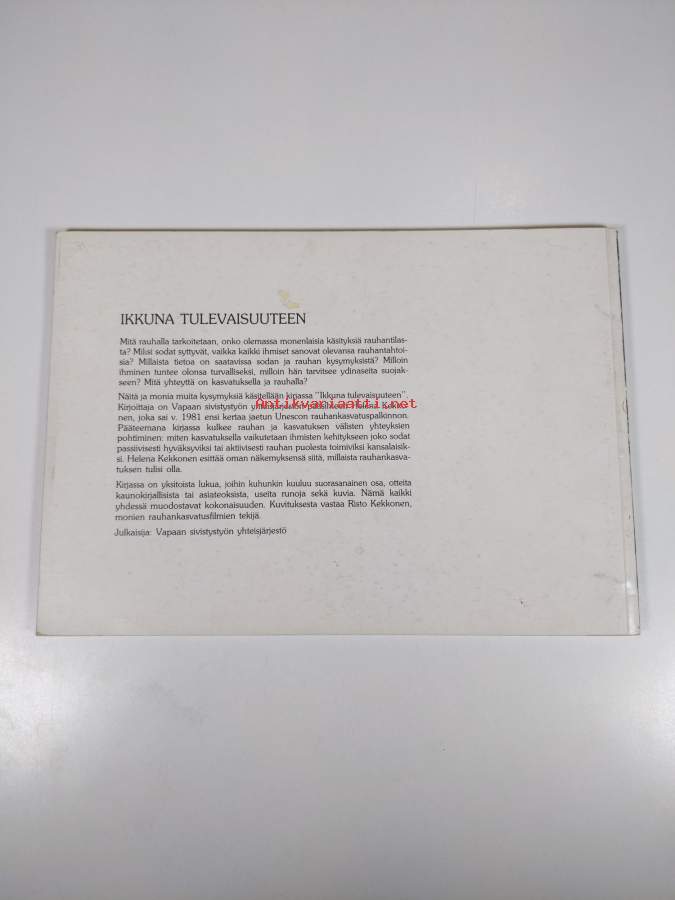 IKKUNA TULEVAISUUTEEN
Mitä rauhalla tarkoitetaan, onko olemassa monenlaisia käsityksiä rauhantilas-
ta? Miksi sodat syttyvät, vaikka kaikki ihmiset sanovat olevansa rauhantahtoi-
sia? Millaista tietoa on saatavissa sodan ja rauhan kysymyksistä? Milloin
ihminen tuntee olonsa turvalliseksi, milloin hän tarvitsee ydinaseita suojak-
seen? Mitä yhteyttä on kasvatuksella ja rauhalla?
Näitä ja monia muita kysymyksiä käsitellään kirjassa "Ikkuna tulevaisuuteen".
Antikvariaatti.net
Kirjoittaja on Vapaan sivistystyön yhteisjärjestön pääsihteeri Helena Kekko-
nen, joka sai v. 1981 ensi kertaa jaetun Unescon rauhankasvatuspalkinnon.
Pääteemana kirjassa kulkee rauhan ja kasvatuksen välisten yhteyksien
pohtiminen: miten kasvatuksella vaikutetaan ihmisten kehitykseen joko sodat
passiivisesti hyväksyviksi tai aktiivisesti rauhan puolesta toimiviksi kansalaisik-
si. Helena Kekkonen esittää oman näkemyksensä siitä, millaista rauhankasva-
tuksen tulisi olla.
Kirjassa on yksitoista lukua, joihin kuhunkin kuuluu suorasanainen osa, otteita
kaunokirjallisista tai asiateoksista, useita runoja sekä kuvia. Nämä kaikki
yhdessä muodostavat kokonaisuuden. Kuvituksesta vastaa Risto Kekkonen,
monien rauhankasvatusfilmien tekijä.
Julkaisija: Vapaan sivistystyön yhteisjärjestö